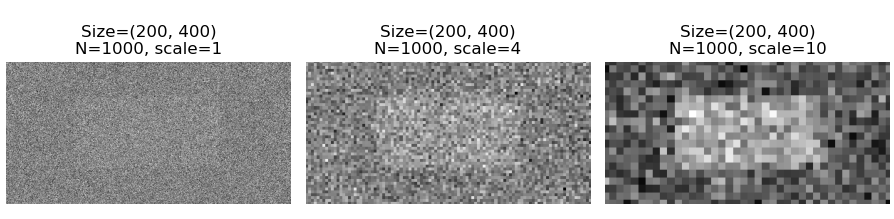 Size=(200, 400)
N=1000, scale=1
Size=(200, 400)
N=1000, scale=4
Size=(200, 400)
N=1000, scale=10